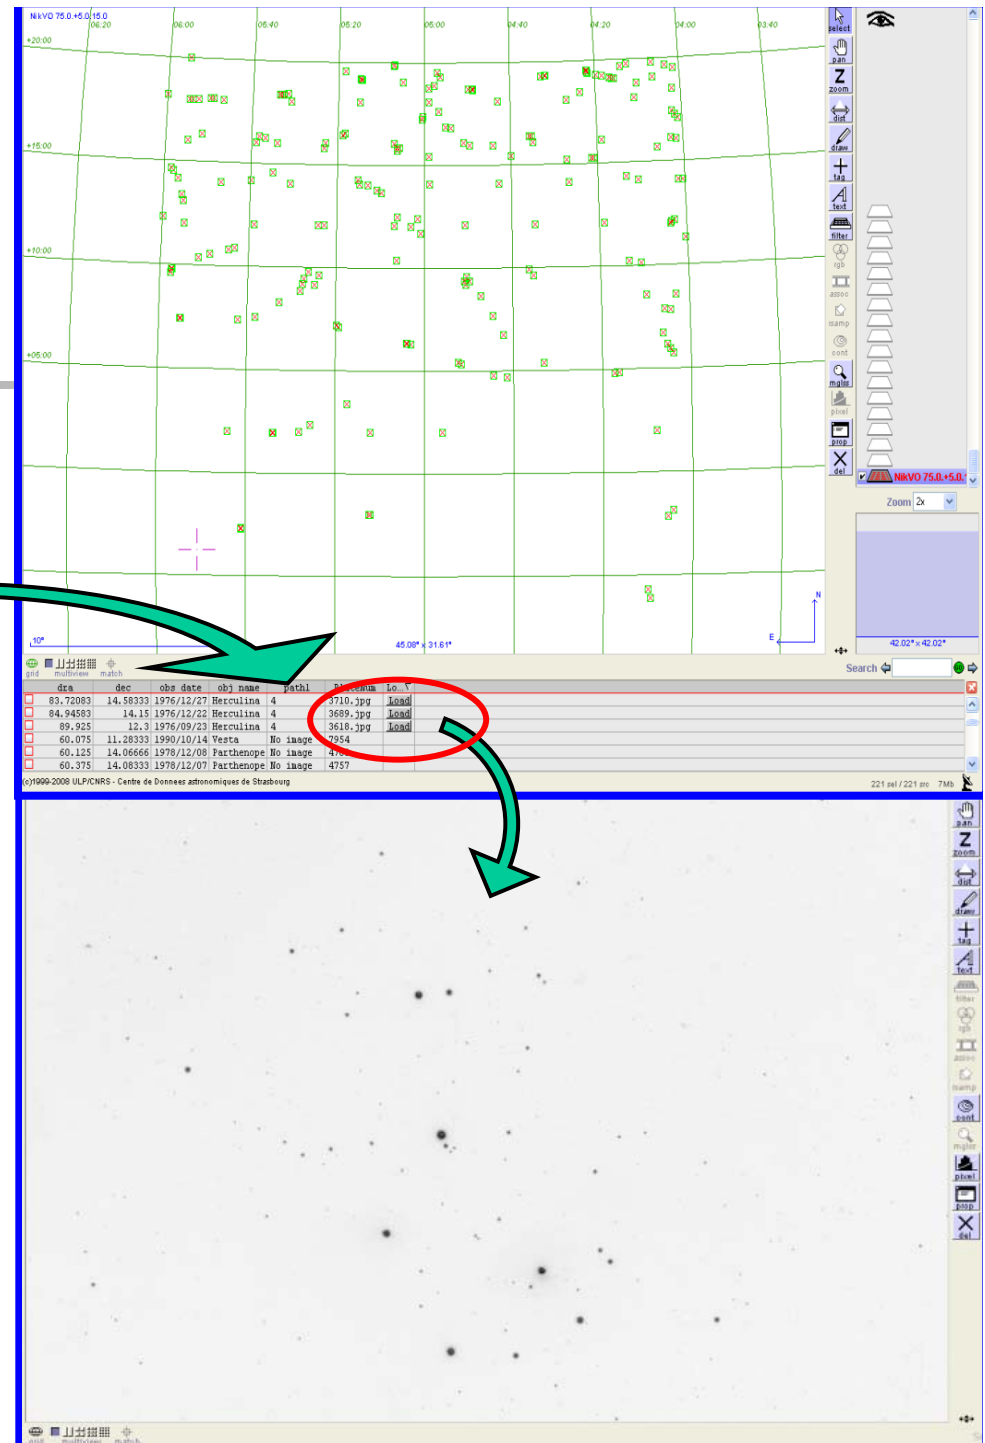 NikVO 75.0.+5.0.15.0
06:20 06:00 05:40 05:20 05:00 04:40 04:20 04:00 03:40
+20:00
+15:00
+10:00
+05:00
select
pan
Z
zoom
dist
draw
tag
A
text
filter
rgb
assoc
rsamp
cont
mglss
pixel
prop
X
del
NikVO 75.0.+5.0.
Zoom 2x
42.02° x 42.02°
10°
45.08° x 31.61°
N
E
grid multiview match
Search
dra dec obs date obj name path1 PlateNum Lo...
83.72083 14.58333 1976/12/27 Herculina 4 3710.jpg Load
84.94583 14.15 1976/12/22 Herculina 4 3689.jpg Load
89.925 12.3 1976/09/23 Herculina 4 3618.jpg Load
60.075 11.28333 1990/10/14 Vesta No image 7954
60.125 14.06666 1978/12/08 Parthenope No image
60.375 14.08333 1978/12/07 Parthenope No image 4757
(c)1999-2008 ULP/CNRS - Centre de Donnees astronomiques de Strasbourg
221 sel / 221 src 7Mb
pan
Z
zoom
dist
draw
tag
A
text
filter
rgb
assoc
rsamp
cont
mglss
pixel
prop
X
del
grid multiview match